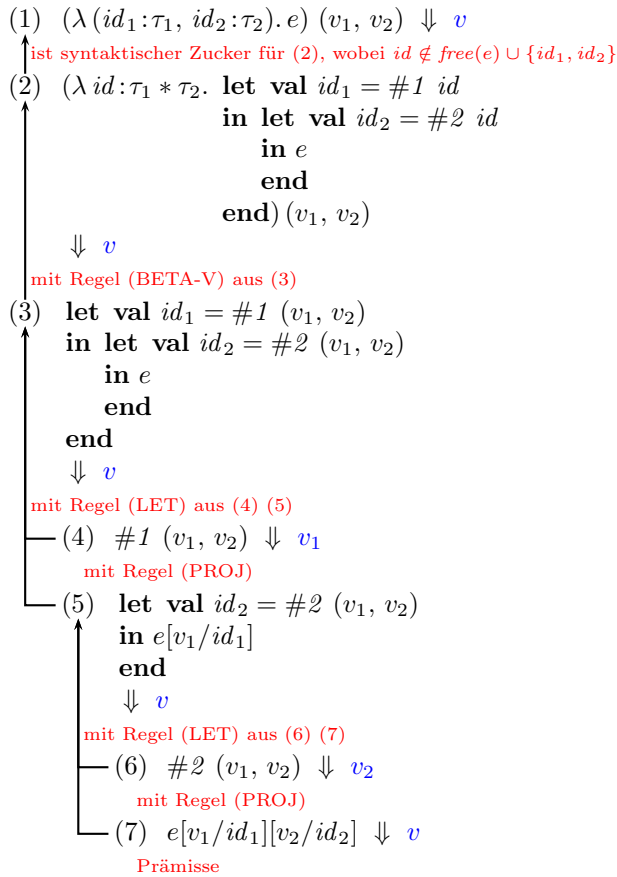 (1) (λ (id₁:τ₁, id₂:τ₂). e) (v₁, v₂) ⇓ v
ist syntaktischer Zucker für (2), wobei id ∉ free(e) ∪ {id₁, id₂}
(2) (λ id:τ₁ * τ₂. let val id₁ = #1 id
in let val id₂ = #2 id
in e
end
end) (v₁, v₂)
⇓ v
mit Regel (BETA-V) aus (3)
(3) let val id₁ = #1 (v₁, v₂)
in let val id₂ = #2 (v₁, v₂)
in e
end
end
⇓ v
mit Regel (LET) aus (4) (5)
(4) #1 (v₁, v₂) ⇓ v₁
mit Regel (PROJ)
(5) let val id₂ = #2 (v₁, v₂)
in e[v₁/id₁]
end
⇓ v
mit Regel (LET) aus (6) (7)
(6) #2 (v₁, v₂) ⇓ v₂
mit Regel (PROJ)
(7) e[v₁/id₁][v₂/id₂] ⇓ v
Prämisse